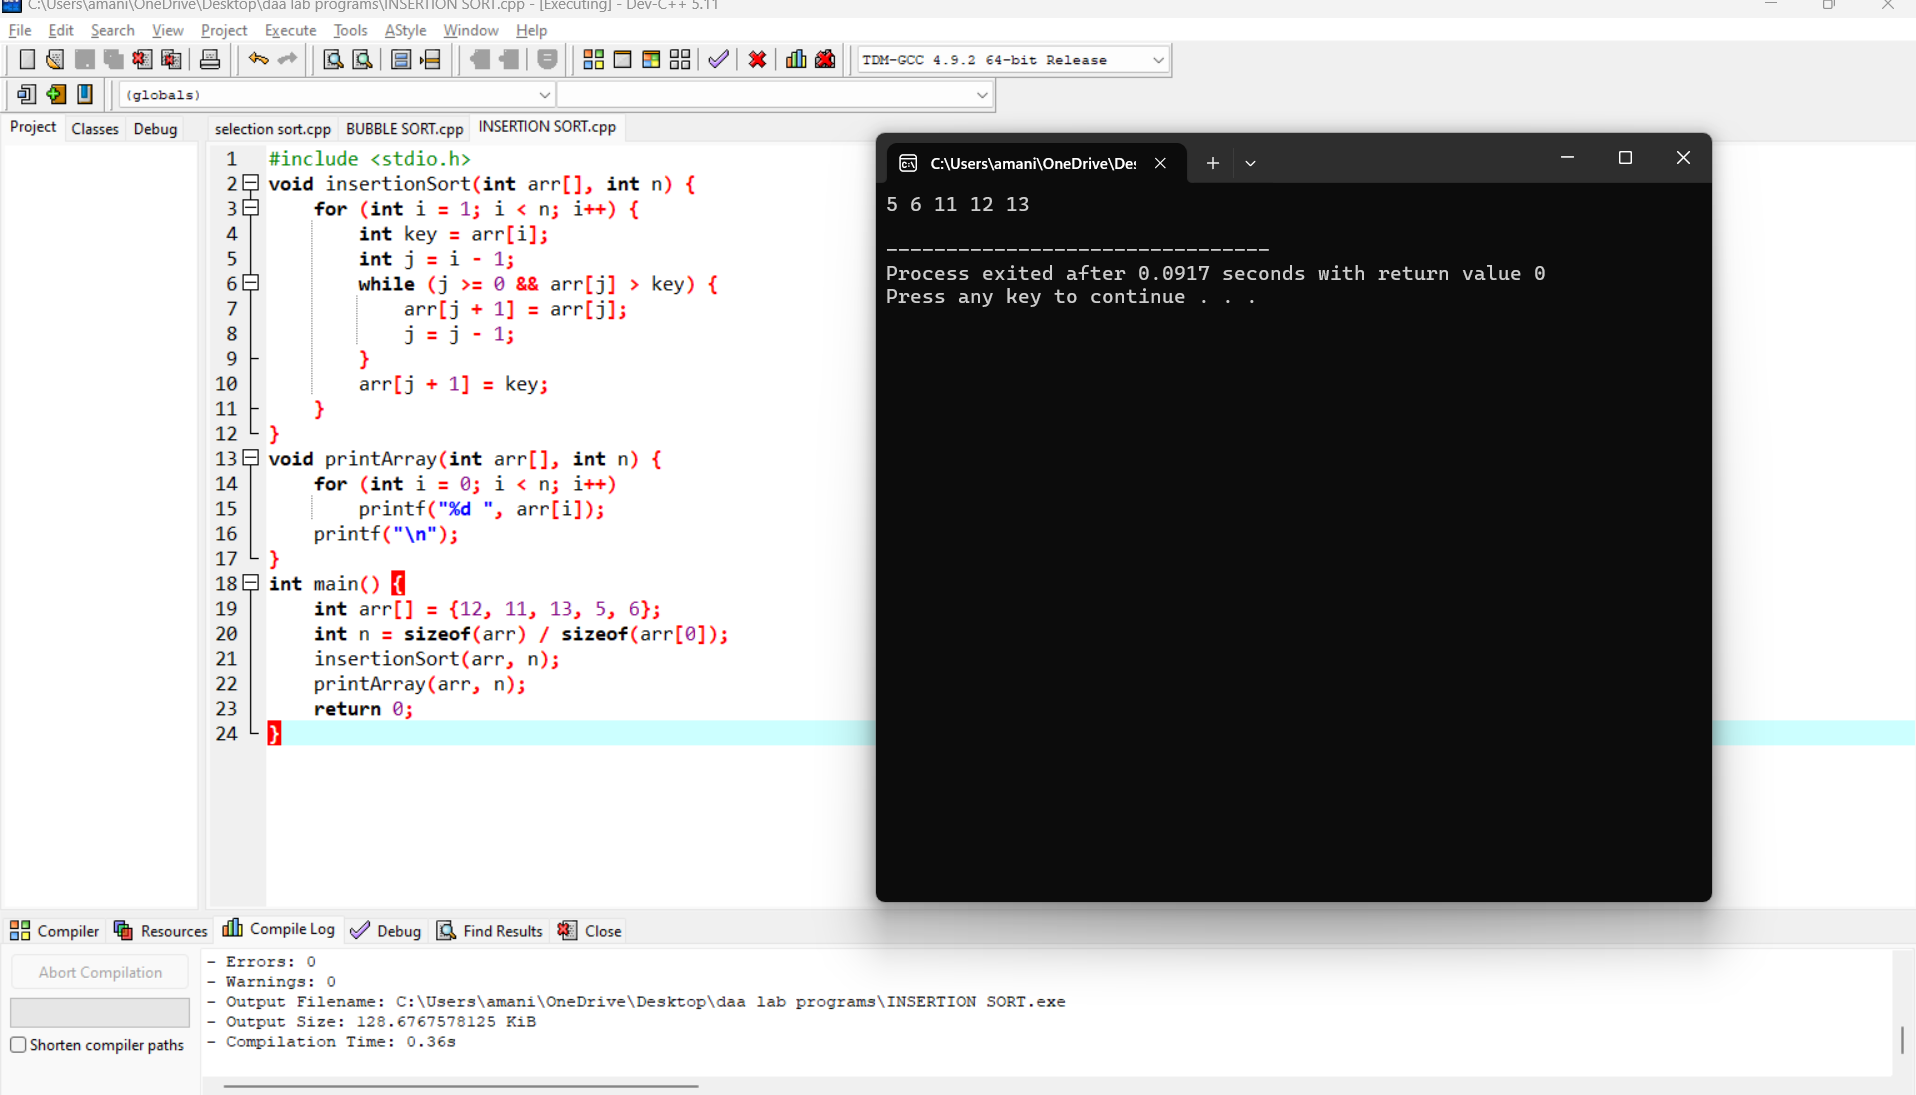 C:\Users\amani\OneDrive\Desktop\daa lab programs\INSERTION SORT.cpp - [Executing] - Dev-C++ 5.11
File Edit Search View Project Execute Tools AStyle Window Help
TDM-GCC 4.9.2 64-bit Release
(globals)
Project Classes Debug selection sort.cpp BUBBLE SORT.cpp INSERTION SORT.cpp
1 #include <stdio.h>
2 void insertionSort(int arr[], int n) {
3     for (int i = 1; i < n; i++) {
4         int key = arr[i];
5         int j = i - 1;
6         while (j >= 0 && arr[j] > key) {
7             arr[j + 1] = arr[j];
8             j = j - 1;
9         }
10         arr[j + 1] = key;
11     }
12 }
13 void printArray(int arr[], int n) {
14     for (int i = 0; i < n; i++)
15         printf("%d ", arr[i]);
16     printf("\n");
17 }
18 int main() {
19     int arr[] = {12, 11, 13, 5, 6};
20     int n = sizeof(arr) / sizeof(arr[0]);
21     insertionSort(arr, n);
22     printArray(arr, n);
23     return 0;
24 }
C:\Users\amani\OneDrive\De
5 6 11 12 13
--------------------------------
Process exited after 0.0917 seconds with return value 0
Press any key to continue . . .
Compiler Resources Compile Log Debug Find Results Close
Abort Compilation
Shorten compiler paths
- Errors: 0
- Warnings: 0
- Output Filename: C:\Users\amani\OneDrive\Desktop\daa lab programs\INSERTION SORT.exe
- Output Size: 128.6767578125 KiB
- Compilation Time: 0.36s